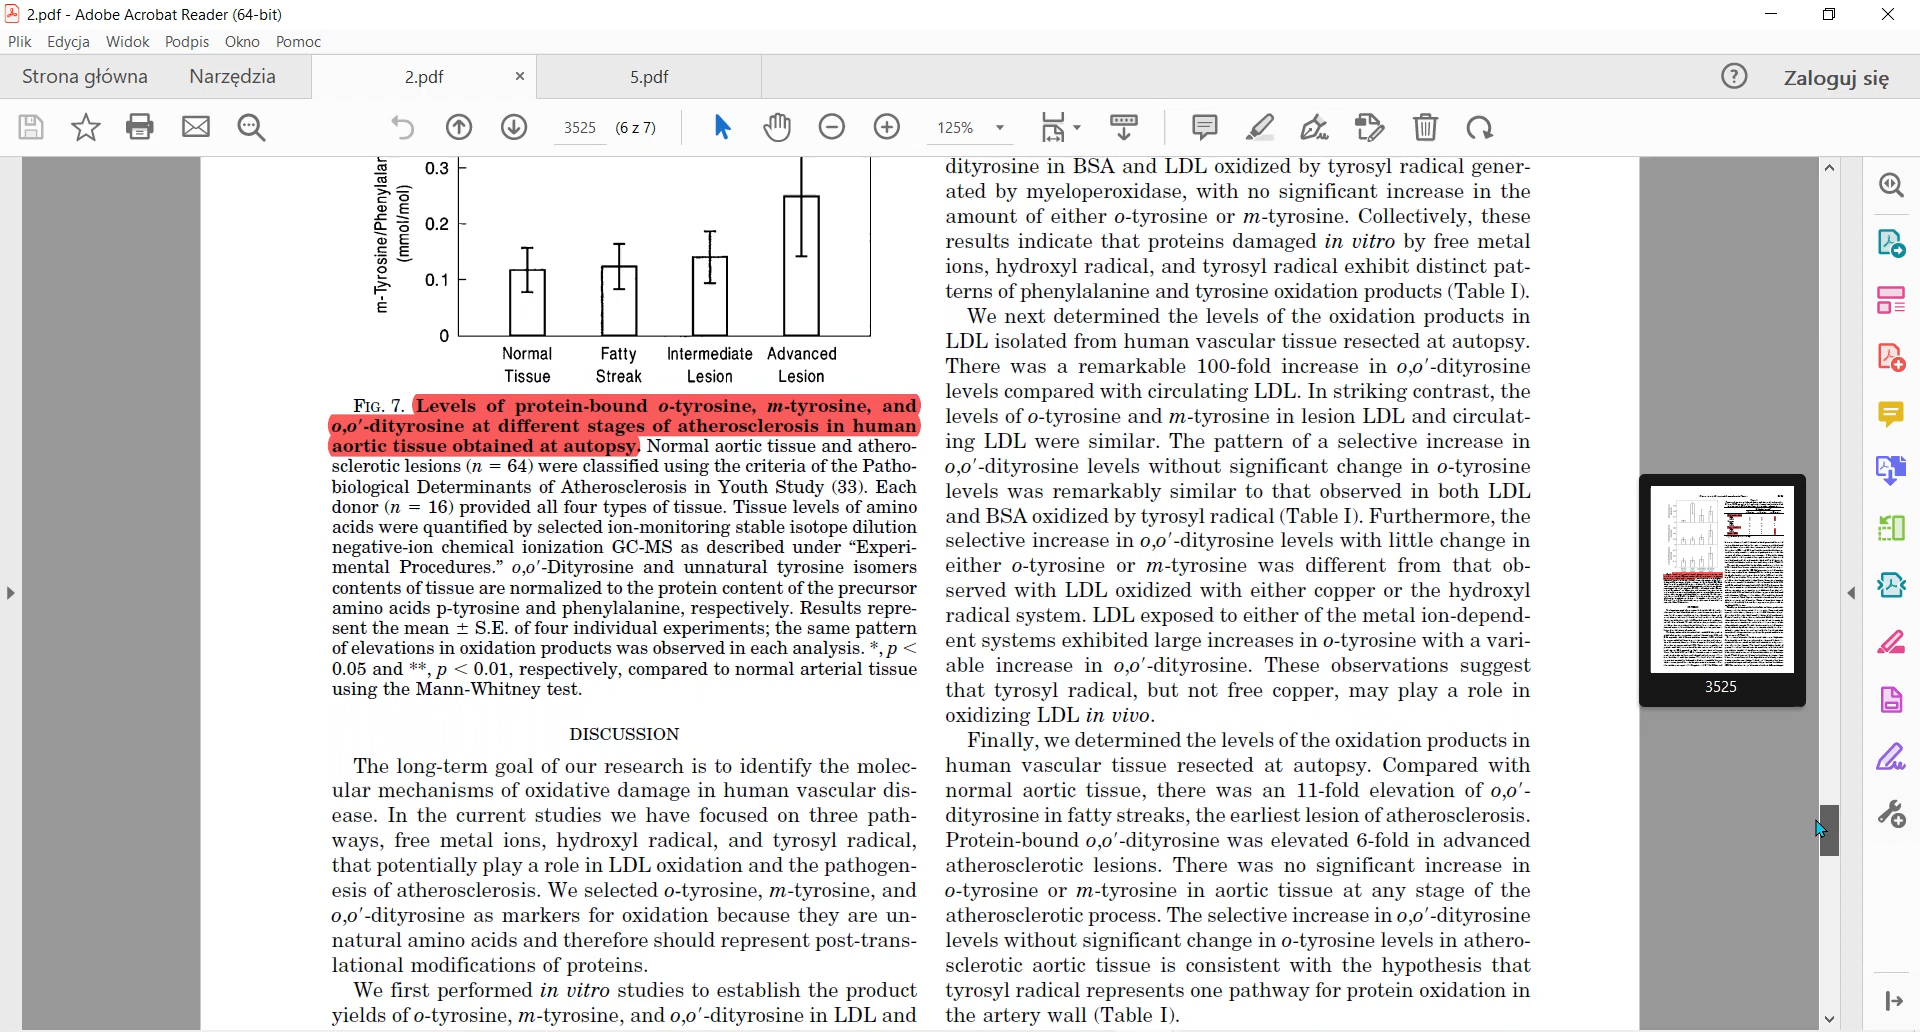 2.pdf - Adobe Acrobat Reader (64-bit)
Plik Edycja Widok Podpis Okno Pomoc
Strona główna Narzędzia 2.pdf 5.pdf Zaloguj się
3525 (6 z 7) 125%
m-Tyrosine/Phenylalar
(mmol/mol)
0.3
0.2
0.1
0
Normal Tissue
Fatty Streak
Intermediate Lesion
Advanced Lesion
FIG. 7. Levels of protein-bound o-tyrosine, m-tyrosine, and
o,o′-dityrosine at different stages of atherosclerosis in human
aortic tissue obtained at autopsy. Normal aortic tissue and athero-
sclerotic lesions (n = 64) were classified using the criteria of the Patho-
biological Determinants of Atherosclerosis in Youth Study (33). Each
donor (n = 16) provided all four types of tissue. Tissue levels of amino
acids were quantified by selected ion-monitoring stable isotope dilution
negative-ion chemical ionization GC-MS as described under “Experi-
mental Procedures.” o,o′-Dityrosine and unnatural tyrosine isomers
contents of tissue are normalized to the protein content of the precursor
amino acids p-tyrosine and phenylalanine, respectively. Results repre-
sent the mean ± S.E. of four individual experiments; the same pattern
of elevations in oxidation products was observed in each analysis. *, p <
0.05 and **, p < 0.01, respectively, compared to normal arterial tissue
using the Mann-Whitney test.
DISCUSSION
The long-term goal of our research is to identify the molec-
ular mechanisms of oxidative damage in human vascular dis-
ease. In the current studies we have focused on three path-
ways, free metal ions, hydroxyl radical, and tyrosyl radical,
that potentially play a role in LDL oxidation and the pathogen-
esis of atherosclerosis. We selected o-tyrosine, m-tyrosine, and
o,o′-dityrosine as markers for oxidation because they are un-
natural amino acids and therefore should represent post-trans-
lational modifications of proteins.
We first performed in vitro studies to establish the product
yields of o-tyrosine, m-tyrosine, and o,o′-dityrosine in LDL and
dityrosine in BSA and LDL oxidized by tyrosyl radical gener-
ated by myeloperoxidase, with no significant increase in the
amount of either o-tyrosine or m-tyrosine. Collectively, these
results indicate that proteins damaged in vitro by free metal
ions, hydroxyl radical, and tyrosyl radical exhibit distinct pat-
terns of phenylalanine and tyrosine oxidation products (Table I).
We next determined the levels of the oxidation products in
LDL isolated from human vascular tissue resected at autopsy.
There was a remarkable 100-fold increase in o,o′-dityrosine
levels compared with circulating LDL. In striking contrast, the
levels of o-tyrosine and m-tyrosine in lesion LDL and circulat-
ing LDL were similar. The pattern of a selective increase in
o,o′-dityrosine levels without significant change in o-tyrosine
levels was remarkably similar to that observed in both LDL
and BSA oxidized by tyrosyl radical (Table I). Furthermore, the
selective increase in o,o′-dityrosine levels with little change in
either o-tyrosine or m-tyrosine was different from that ob-
served with LDL oxidized with either copper or the hydroxyl
radical system. LDL exposed to either of the metal ion-depend-
ent systems exhibited large increases in o-tyrosine with a vari-
able increase in o,o′-dityrosine. These observations suggest
that tyrosyl radical, but not free copper, may play a role in
oxidizing LDL in vivo.
Finally, we determined the levels of the oxidation products in
human vascular tissue resected at autopsy. Compared with
normal aortic tissue, there was an 11-fold elevation of o,o′-
dityrosine in fatty streaks, the earliest lesion of atherosclerosis.
Protein-bound o,o′-dityrosine was elevated 6-fold in advanced
atherosclerotic lesions. There was no significant increase in
o-tyrosine or m-tyrosine in aortic tissue at any stage of the
atherosclerotic process. The selective increase in o,o′-dityrosine
levels without significant change in o-tyrosine levels in athero-
sclerotic aortic tissue is consistent with the hypothesis that
tyrosyl radical represents one pathway for protein oxidation in
the artery wall (Table I).
3525